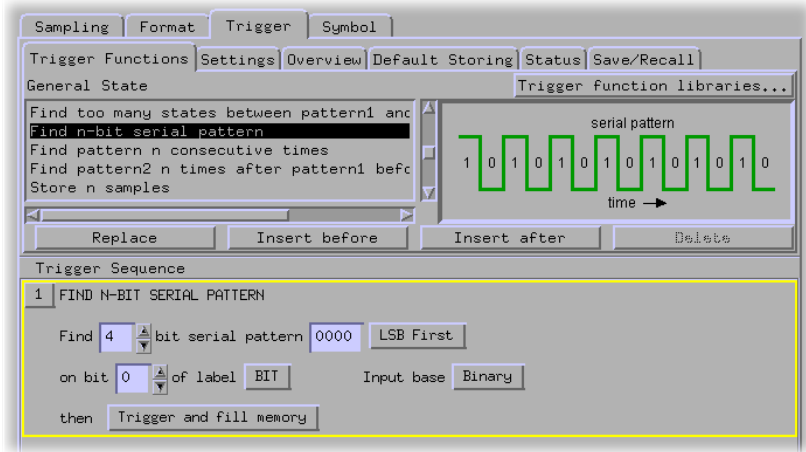 Sampling Format Trigger Symbol
Trigger Functions Settings Overview Default Storing Status Save/Recall
General State Trigger function libraries...
Find too many states between pattern1 and
Find n-bit serial pattern
Find pattern n consecutive times
Find pattern2 n times after pattern1 befo
Store n samples
serial pattern
1 0 1 0 1 0 1 0 1 0 1 0
time
Replace Insert before Insert after Delete
Trigger Sequence
1 FIND N-BIT SERIAL PATTERN
Find 4 bit serial pattern 0000 LSB First
on bit 0 of label BIT Input base Binary
then Trigger and fill memory